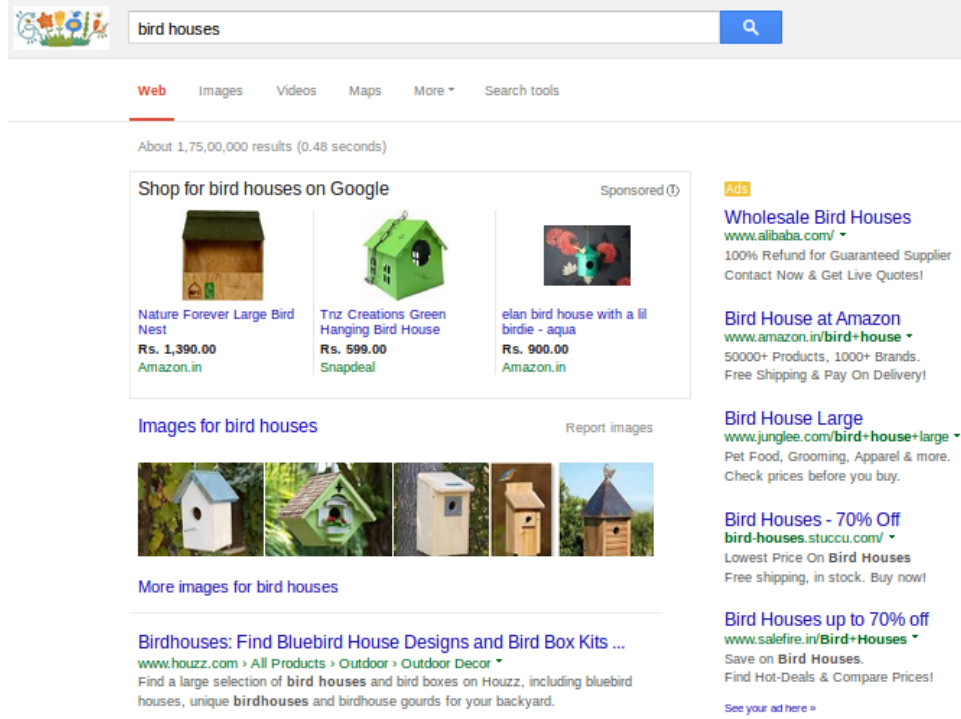 bird houses
Web Images Videos Maps More Search tools
About 1,75,00,000 results (0.48 seconds)
Shop for bird houses on Google
Sponsored
Nature Forever Large Bird
Nest
Rs. 1,390.00
Amazon.in
Tnz Creations Green
Hanging Bird House
Rs. 599.00
Snapdeal
elan bird house with a lil
birdie - aqua
Rs. 900.00
Amazon.in
Images for bird houses
Report images
More images for bird houses
Birdhouses: Find Bluebird House Designs and Bird Box Kits ...
www.houzz.com › All Products › Outdoor › Outdoor Decor
Find a large selection of bird houses and bird boxes on Houzz, including bluebird
houses, unique birdhouses and birdhouse gourds for your backyard.
Ads
Wholesale Bird Houses
www.alibaba.com/
100% Refund for Guaranteed Supplier
Contact Now & Get Live Quotes!
Bird House at Amazon
www.amazon.in/bird+house
50000+ Products, 1000+ Brands.
Free Shipping & Pay On Delivery!
Bird House Large
www.junglee.com/bird+house+large
Pet Food, Grooming, Apparel & more.
Check prices before you buy.
Bird Houses - 70% Off
bird-houses.stuccu.com/
Lowest Price On Bird Houses
Free shipping, in stock. Buy now!
Bird Houses up to 70% off
www.salefire.in/Bird+Houses
Save on Bird Houses.
Find Hot-Deals & Compare Prices!
See your ad here »